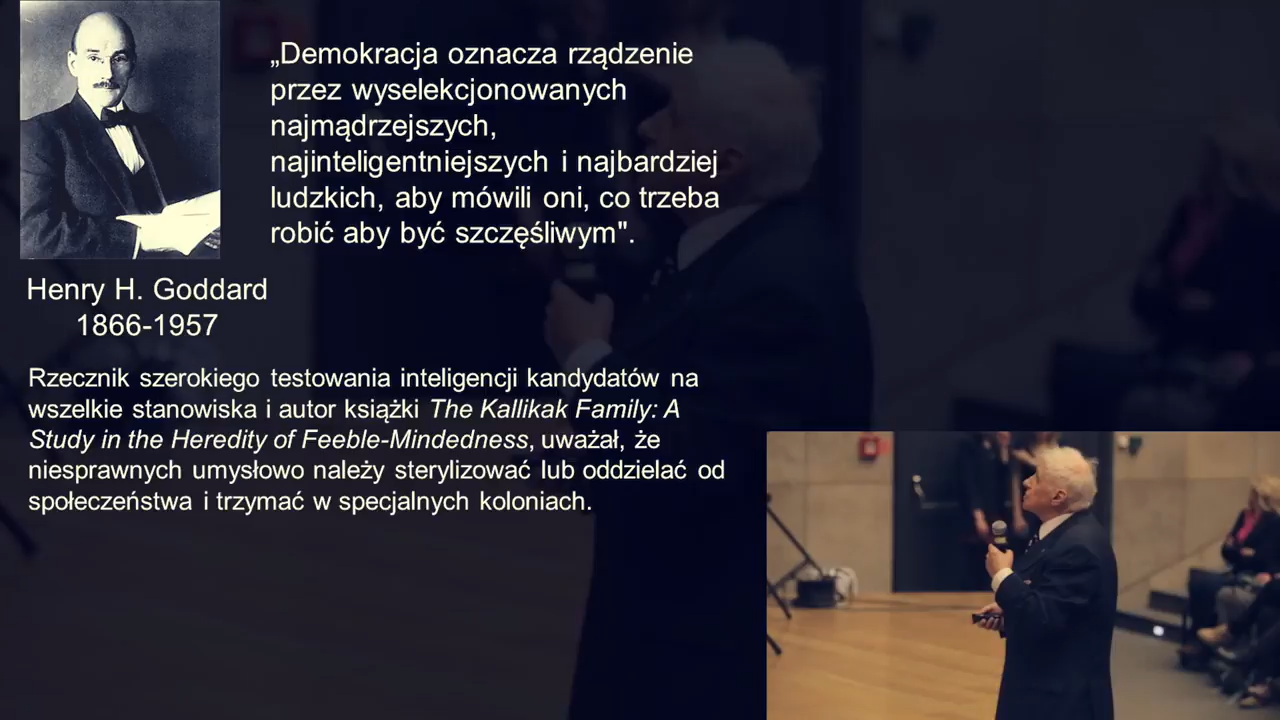 „Demokracja oznacza rządzenie
przez wyselekcjonowanych
najmądrzejszych,
najinteligentniejszych i najbardziej
ludzkich, aby mówili oni, co trzeba
robić aby być szczęśliwym".
Henry H. Goddard
1866-1957
Rzecznik szerokiego testowania inteligencji kandydatów na
wszelkie stanowiska i autor książki The Kallikak Family: A
Study in the Heredity of Feeble-Mindedness, uważał, że
niesprawnych umysłowo należy sterylizować lub oddzielać od
społeczeństwa i trzymać w specjalnych koloniach.